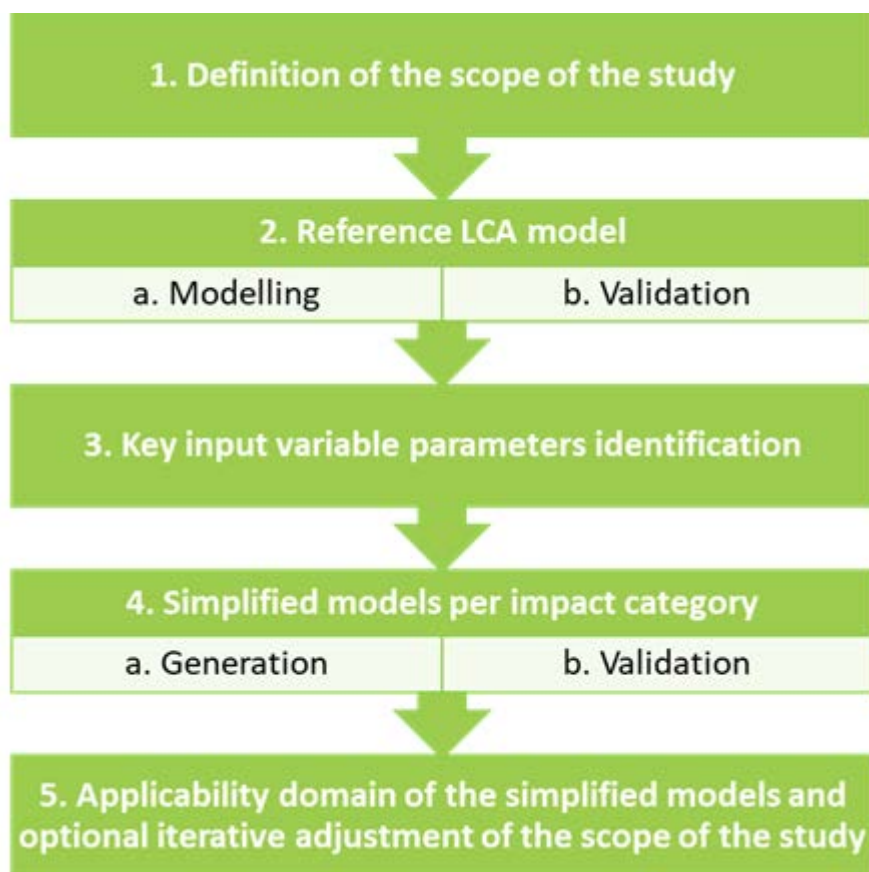 1. Definition of the scope of the study
2. Reference LCA model
a. Modelling
b. Validation
3. Key input variable parameters identification
4. Simplified models per impact category
a. Generation
b. Validation
5. Applicability domain of the simplified models and
optional iterative adjustment of the scope of the study